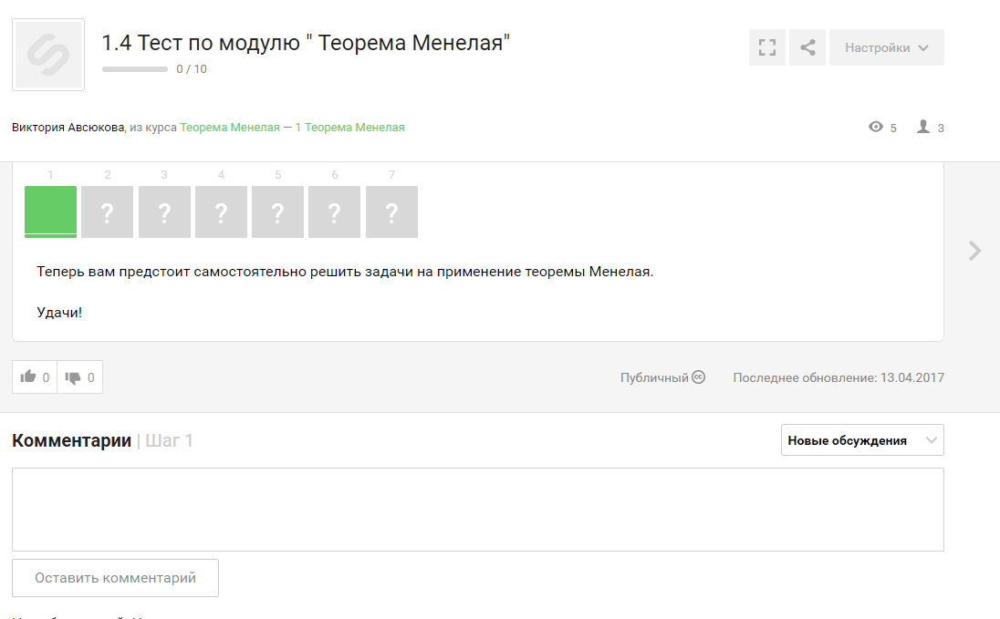 1.4 Тест по модулю " Теорема Менелая"
0 / 10
Настройки
Виктория Авсюкова, из курса Теорема Менелая — 1 Теорема Менелая
5
3
1 2 3 4 5 6 7
? ? ? ? ? ?
Теперь вам предстоит самостоятельно решить задачи на применение теоремы Менелая.
Удачи!
0 0
Публичный cc
Последнее обновление: 13.04.2017
Комментарии | Шаг 1
Новые обсуждения
Оставить комментарий